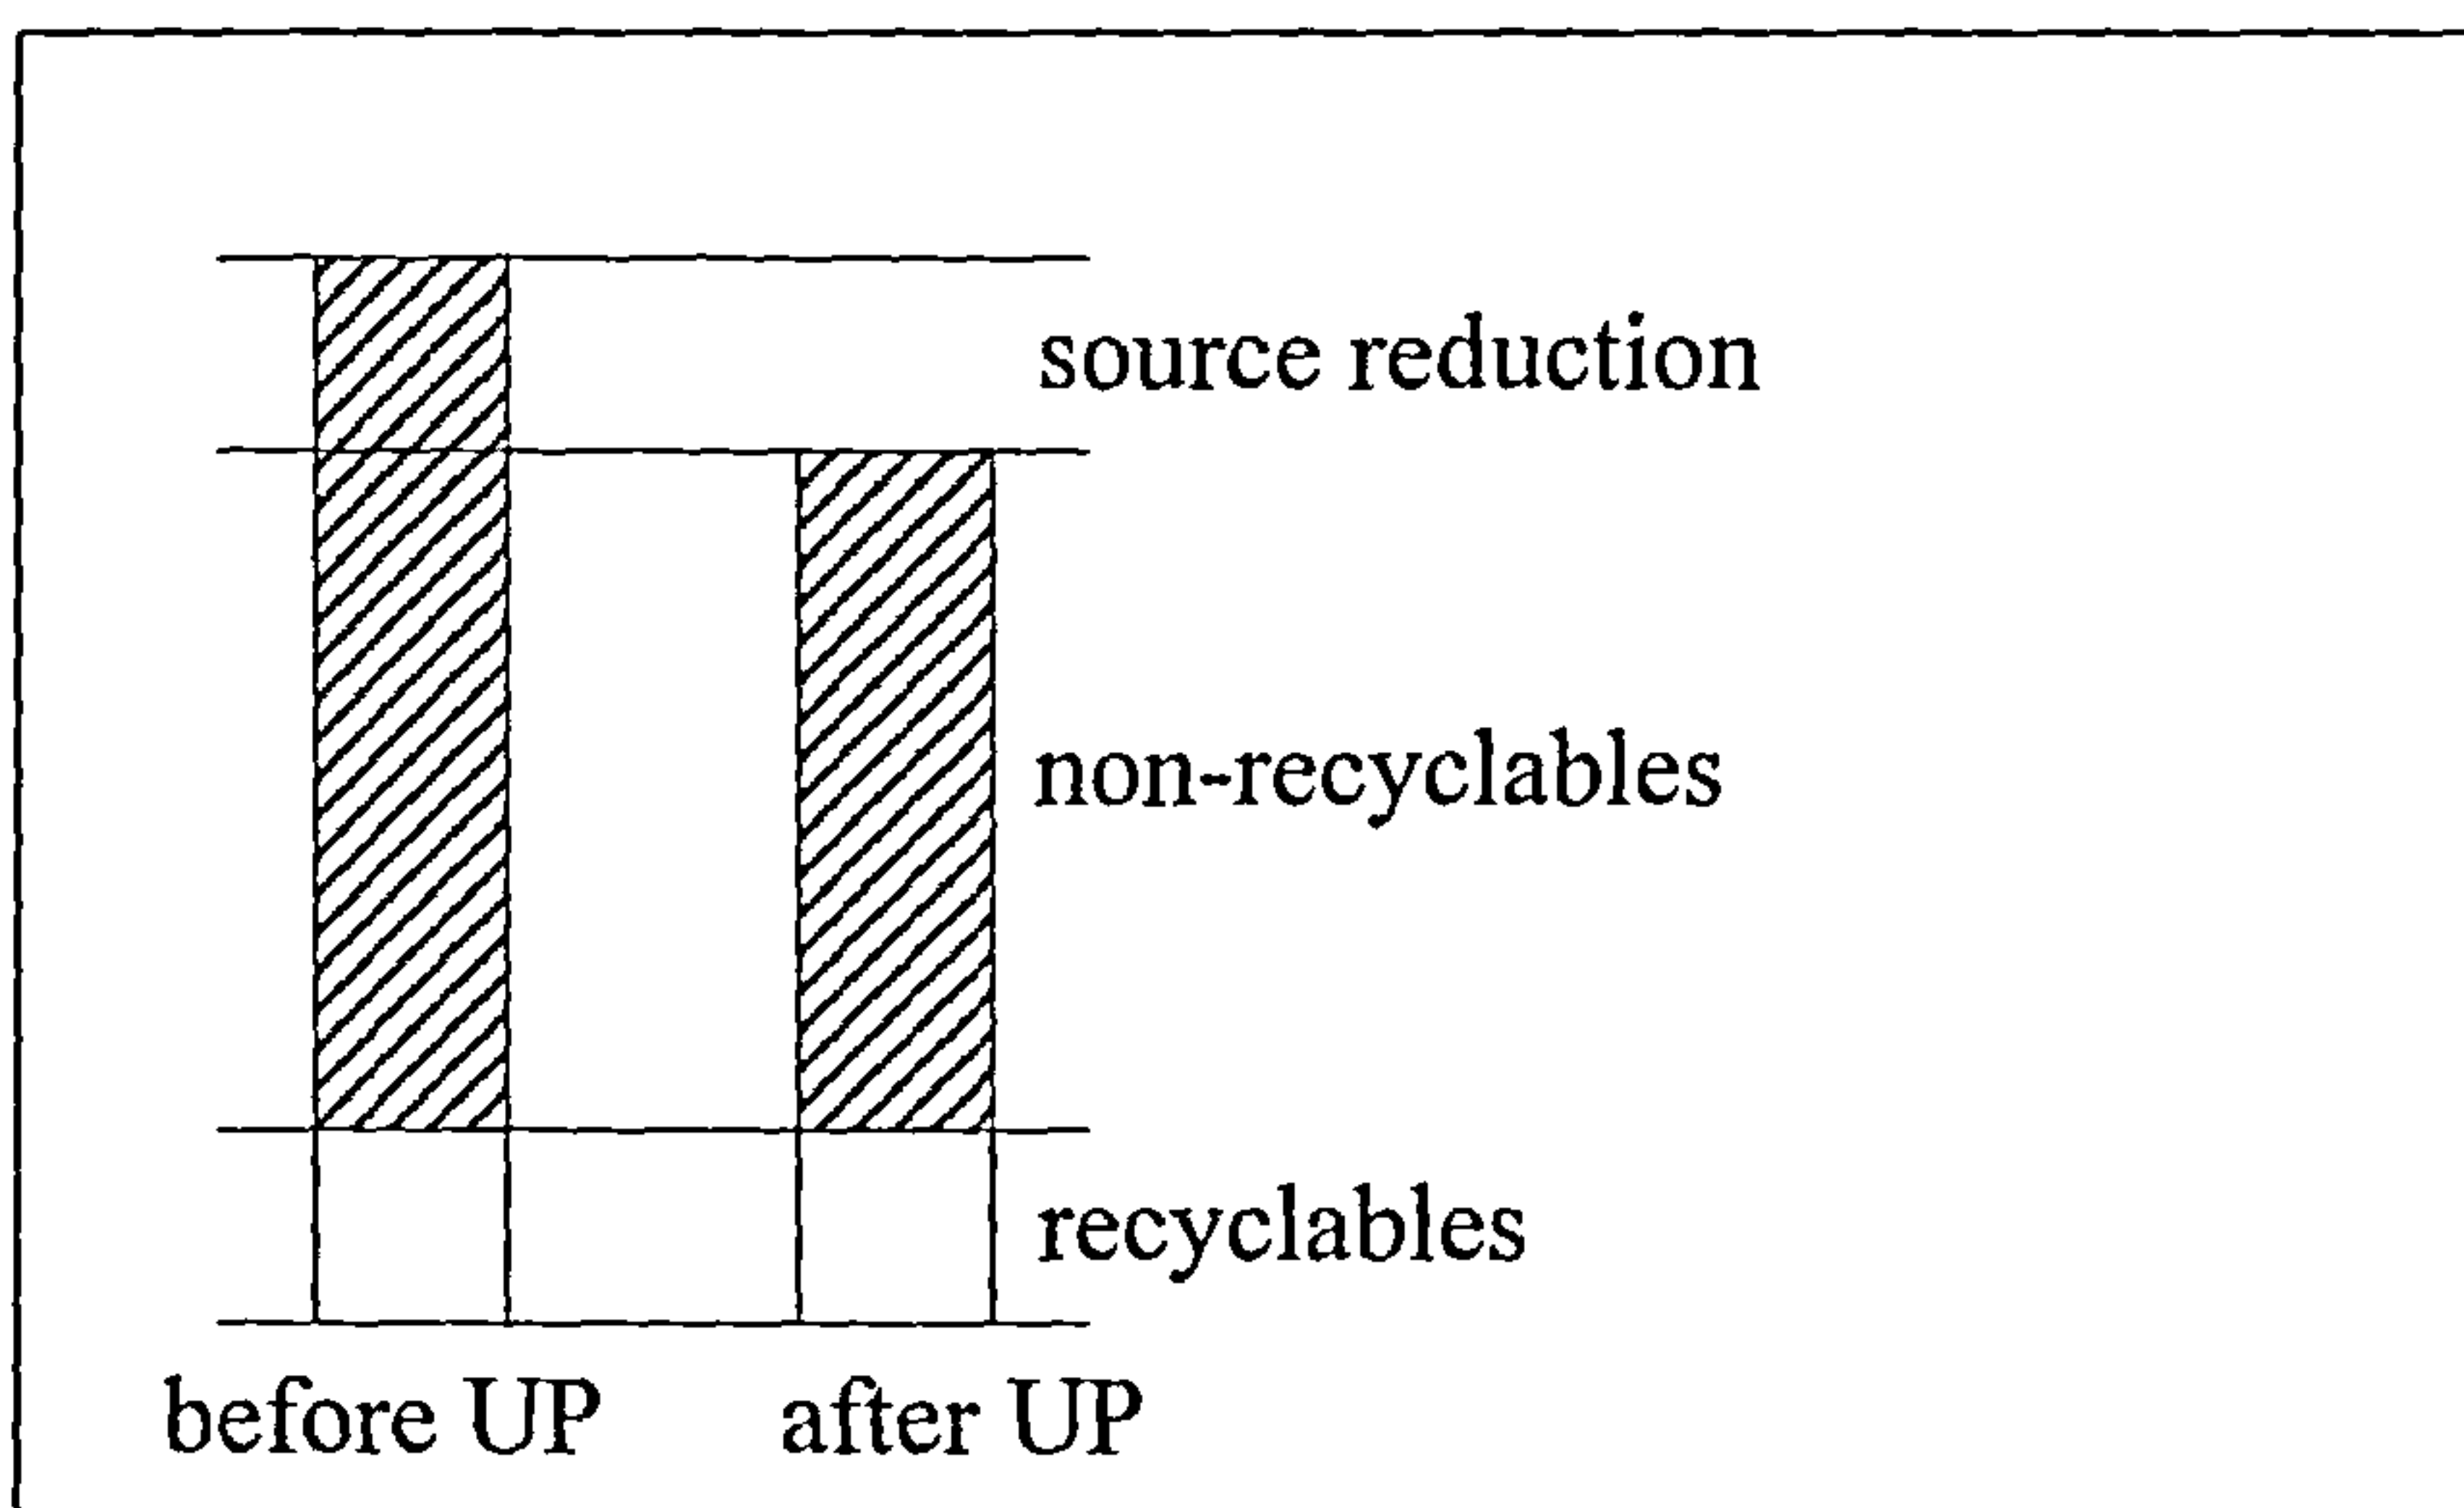 source reduction
non-recyclables
recyclables
before UP after UP